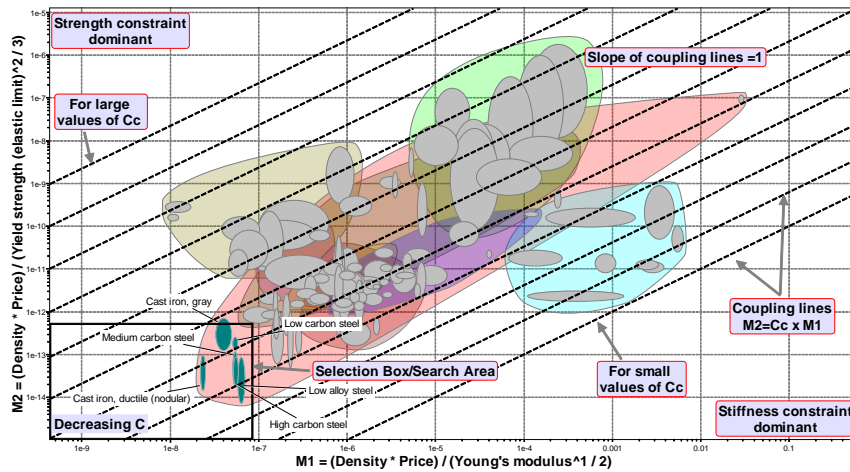 Strength constraint
dominant
For large
values of Cc
Slope of coupling lines =1
M2 = (Density * Price) / (Yield strength (elastic limit)^2 / 3)
1e-5
1e-6
1e-7
1e-8
1e-9
1e-10
1e-11
1e-12
1e-13
1e-14
Cast iron, gray
Low carbon steel
Medium carbon steel
Selection Box/Search Area
Cast iron, ductile (nodular)
Low alloy steel
High carbon steel
Decreasing C
Coupling lines
M2=Cc x M1
For small
values of Cc
Stiffness constraint
dominant
1e-9
1e-8
1e-7
1e-6
1e-5
1e-4
0.001
0.01
0.1
M1 = (Density * Price) / (Young's modulus^1 / 2)